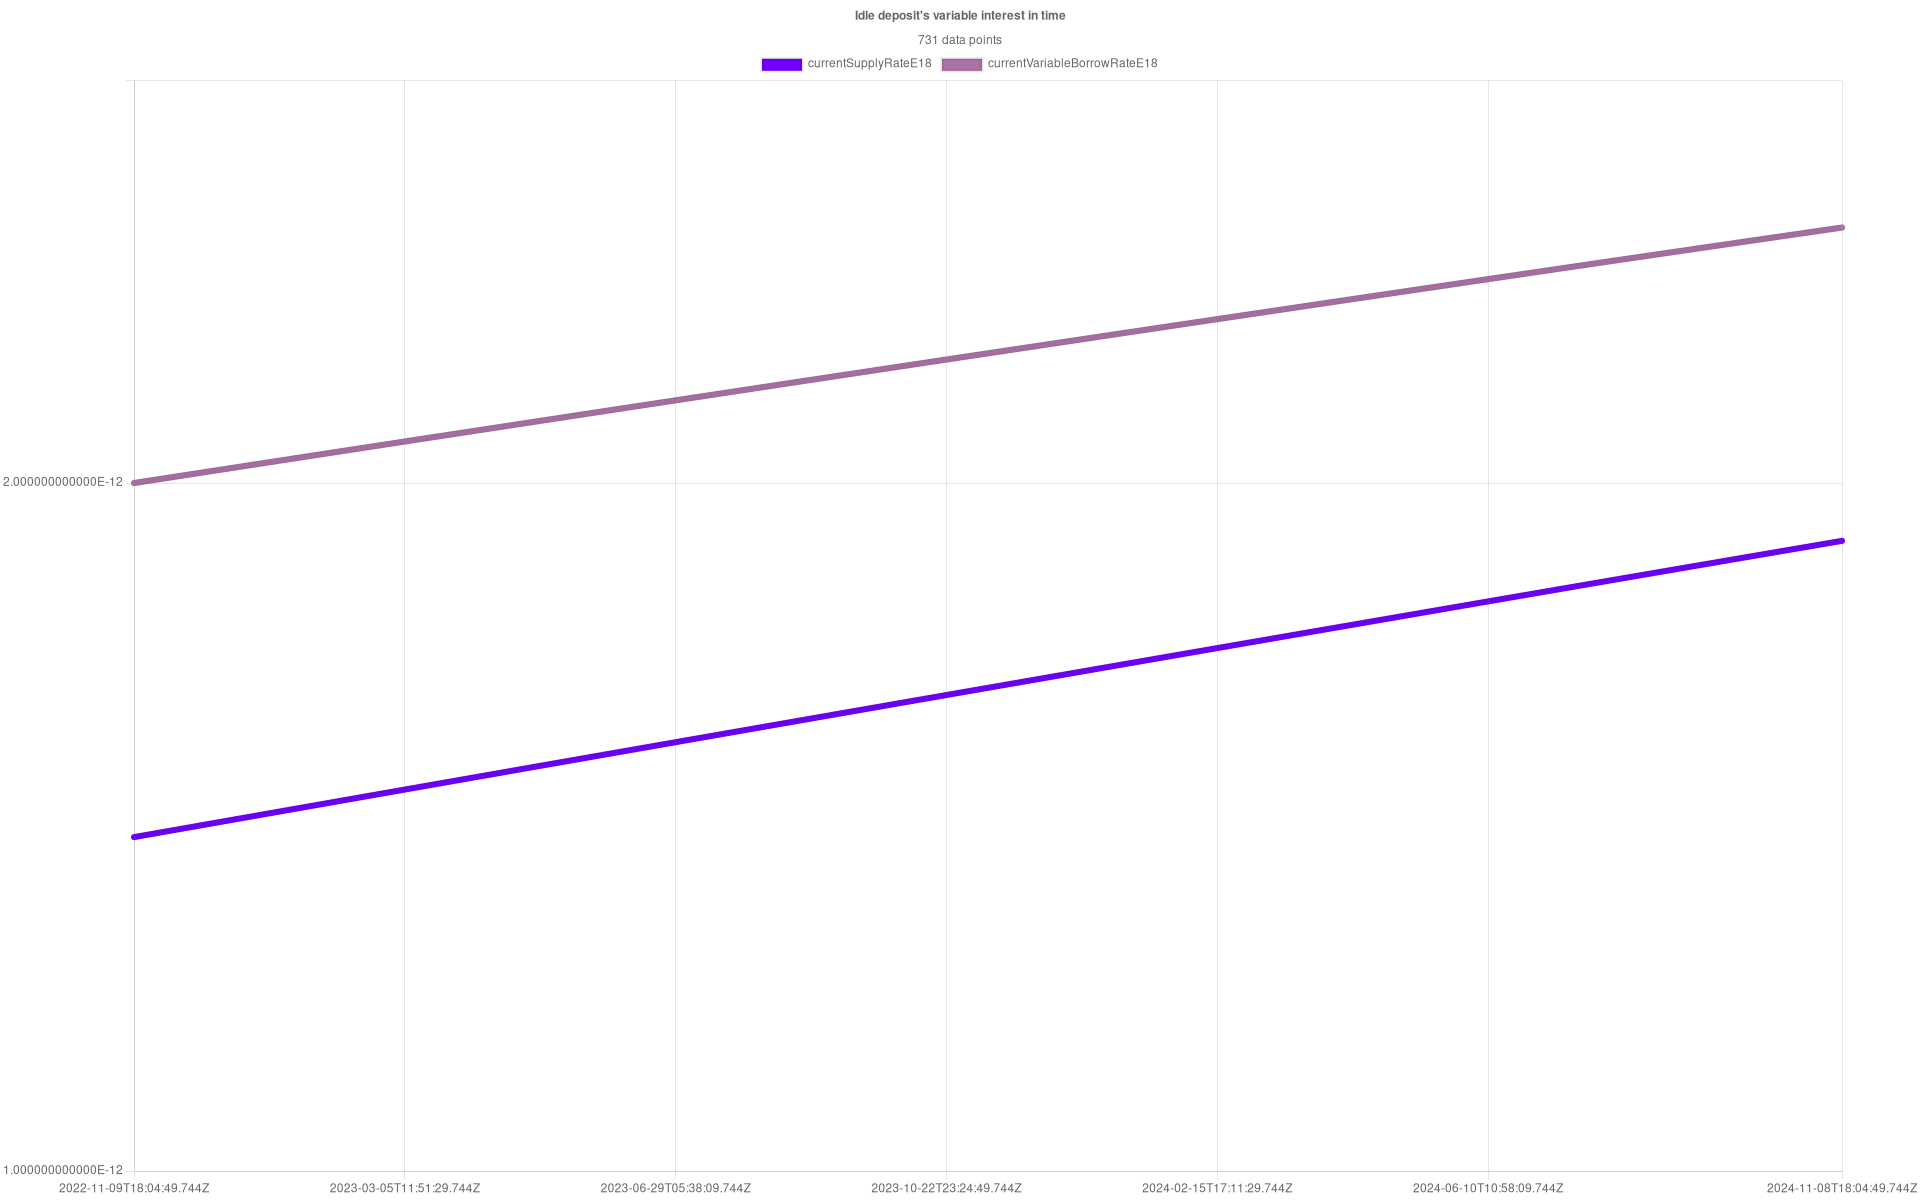 Idle deposit's variable interest in time
731 data points
currentSupplyRateE18 currentVariableBorrowRateE18
2.000000000000E-12
1.000000000000E-12
2022-11-09T18:04:49.744Z 2023-03-05T11:51:29.744Z 2023-06-29T05:38:09.744Z 2023-10-22T23:24:49.744Z 2024-02-15T17:11:29.744Z 2024-06-10T10:58:09.744Z 2024-11-08T18:04:49.744Z